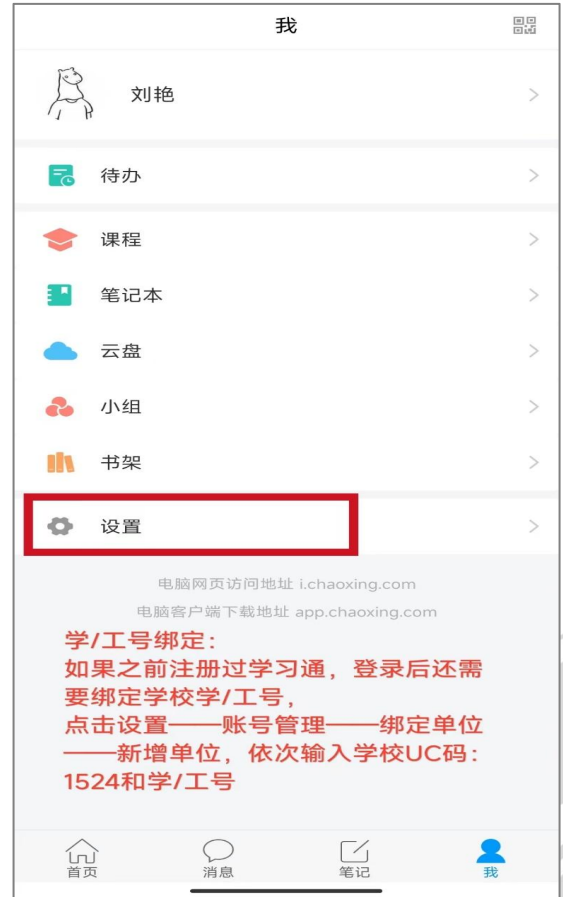 我
刘艳
待办
课程
笔记本
云盘
小组
书架
设置
电脑网页访问地址 i.chaoxing.com
电脑客户端下载地址 app.chaoxing.com
学/工号绑定：
如果之前注册过学习通，登录后还需
要绑定学校学/工号，
点击设置——账号管理——绑定单位
——新增单位，依次输入学校UC码：
1524和学/工号
首页
消息
笔记
我